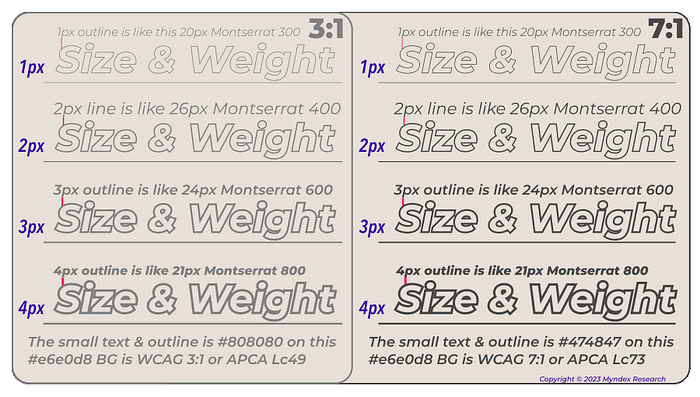 1px outline is like this 20px Montserrat 300
3:1
1px
Size & Weight
2px line is like 26px Montserrat 400
2px
Size & Weight
3px outline is like 24px Montserrat 600
3px
Size & Weight
4px outline is like 21px Montserrat 800
4px
Size & Weight
The small text & outline is #808080 on this
#e6e0d8 BG is WCAG 3:1 or APCA Lc49
1px outline is like this 20px Montserrat 300
7:1
1px
Size & Weight
2px line is like 26px Montserrat 400
2px
Size & Weight
3px outline is like 24px Montserrat 600
3px
Size & Weight
4px outline is like 21px Montserrat 800
4px
Size & Weight
The small text & outline is #474847 on this
#e6e0d8 BG is WCAG 7:1 or APCA Lc73
Copyright © 2023 Myndex Research